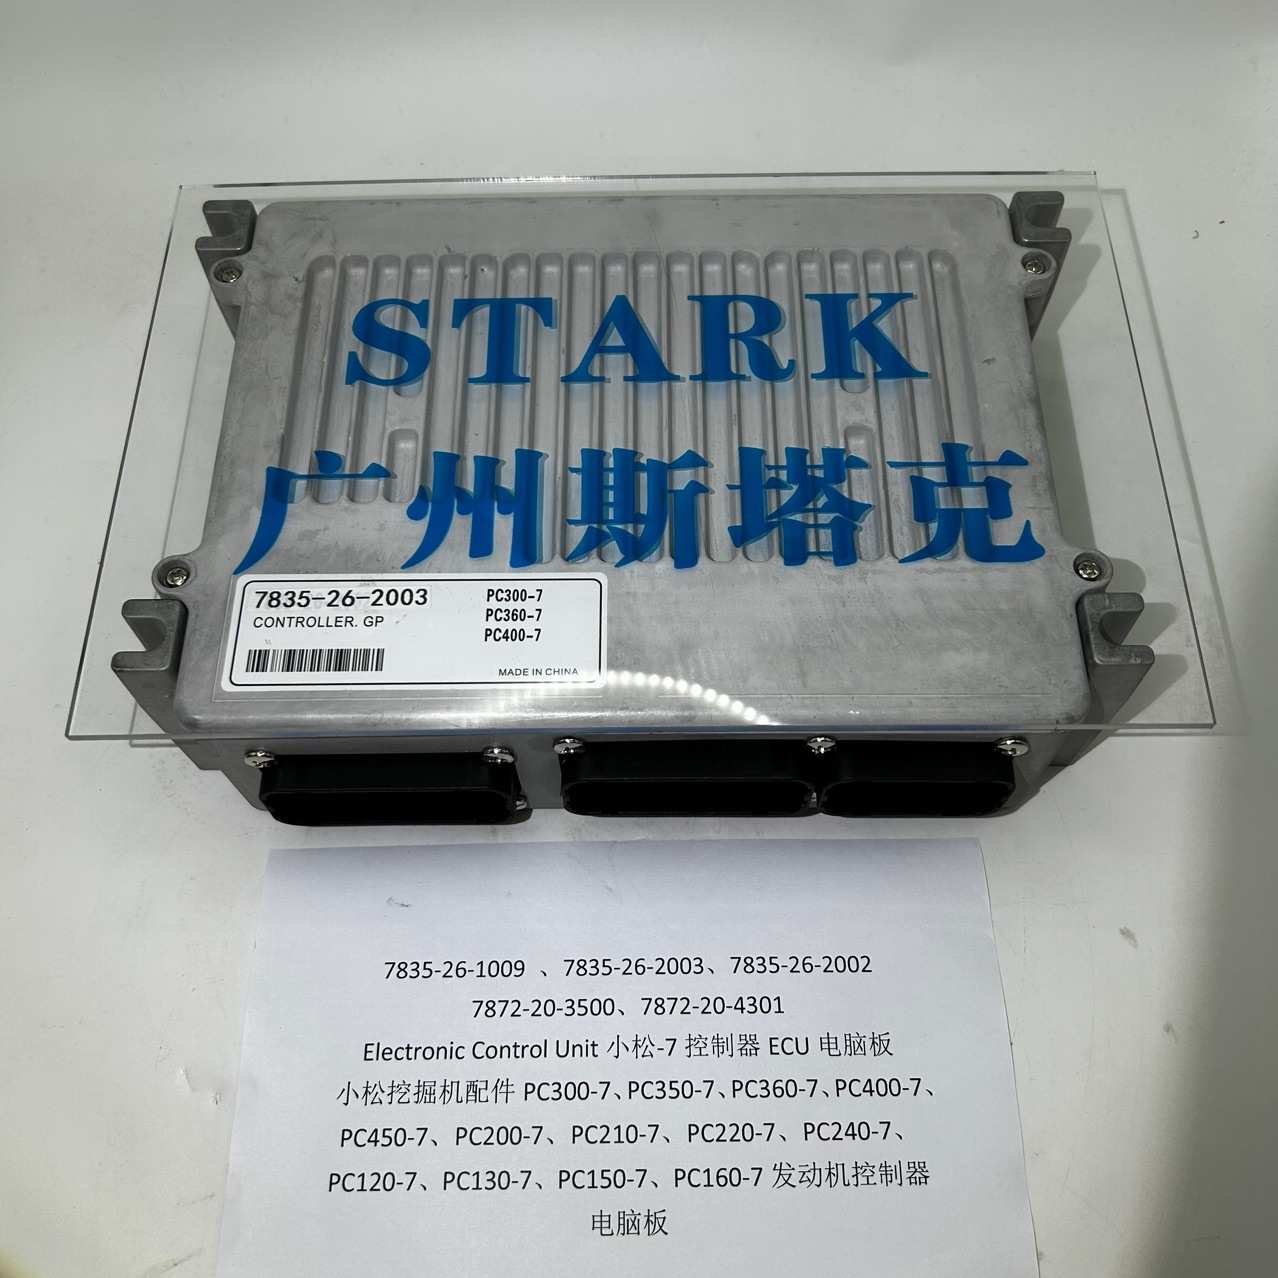 STARK
广州斯塔克
7835-26-2003
CONTROLLER. GP
PC300-7
PC360-7
PC400-7
MADE IN CHINA
7835-26-1009 、7835-26-2003、7835-26-2002
7872-20-3500、7872-20-4301
Electronic Control Unit 小松-7 控制器 ECU 电脑板
小松挖掘机配件 PC300-7、PC350-7、PC360-7、PC400-7、
PC450-7、PC200-7、PC210-7、PC220-7、PC240-7、
PC120-7、PC130-7、PC150-7、PC160-7 发动机控制器
电脑板